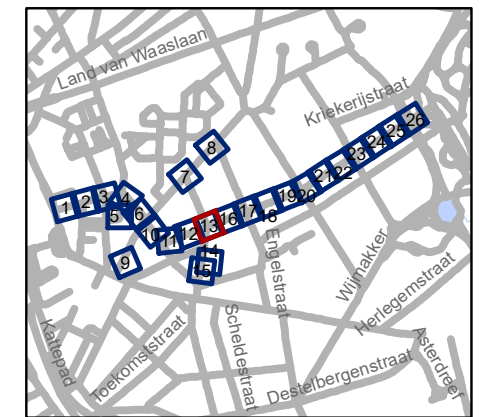 Land van Waaslaan
Kriekerijstraat
1
2
3
4
5
6
7
8
9
10
11
12
13
14
15
16
17
18
19
20
21
22
23
24
25
26
Engelstraat
Wijmakker
Herlegemstraat
Kattepad
Toekomststraat
Scheldestraat
Destelbergenstraat
Asterdreef